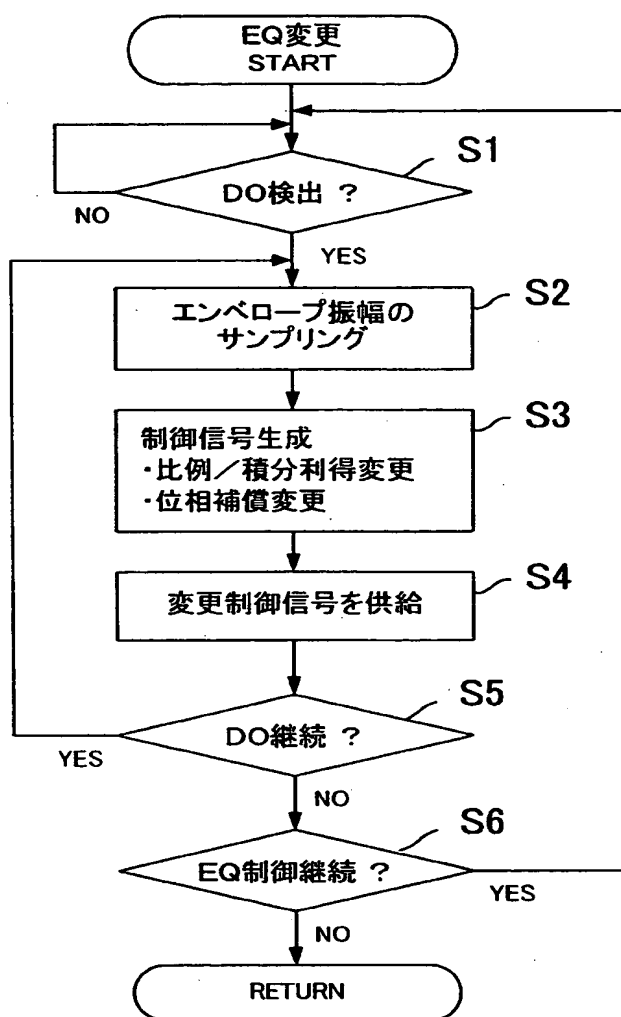 EQ変更
START
S1
DO検出 ?
NO
YES
S2
エンベロープ振幅の
サンプリング
S3
制御信号生成
・比例/積分利得変更
・位相補償変更
S4
変更制御信号を供給
S5
DO継続 ?
YES
NO
S6
EQ制御継続 ?
YES
NO
RETURN